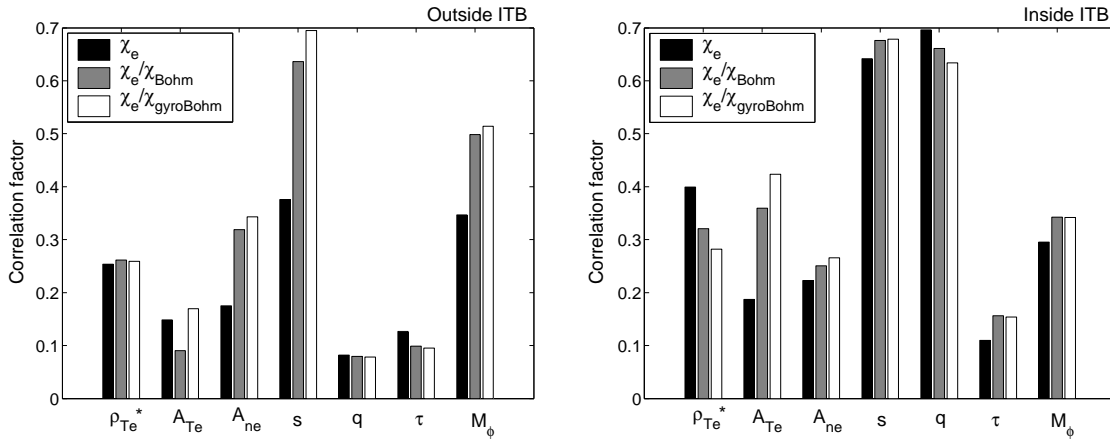 Outside ITB
χe
χe/χBohm
χe/χgyroBohm
Correlation factor
0.7
0.6
0.5
0.4
0.3
0.2
0.1
0
ρTe* ATe Ane s q τ Mϕ
Inside ITB
χe
χe/χBohm
χe/χgyroBohm
Correlation factor
0.7
0.6
0.5
0.4
0.3
0.2
0.1
0
ρTe* ATe Ane s q τ Mϕ